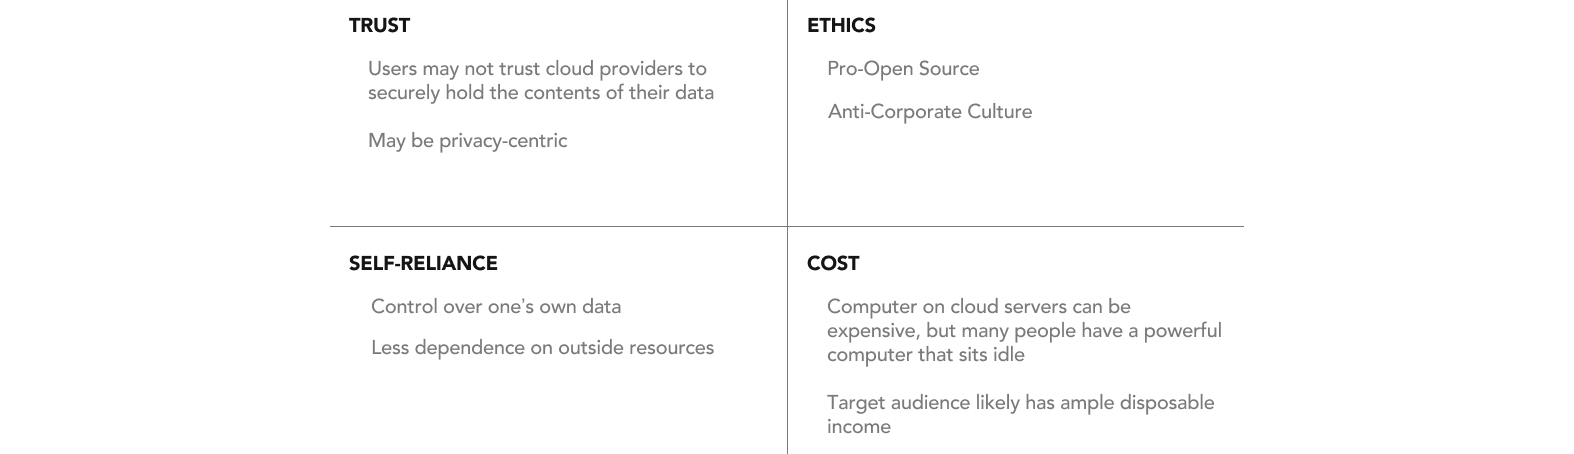 TRUST
Users may not trust cloud providers to
securely hold the contents of their data
May be privacy-centric
ETHICS
Pro-Open Source
Anti-Corporate Culture
SELF-RELIANCE
Control over one's own data
Less dependence on outside resources
COST
Computer on cloud servers can be
expensive, but many people have a powerful
computer that sits idle
Target audience likely has ample disposable
income